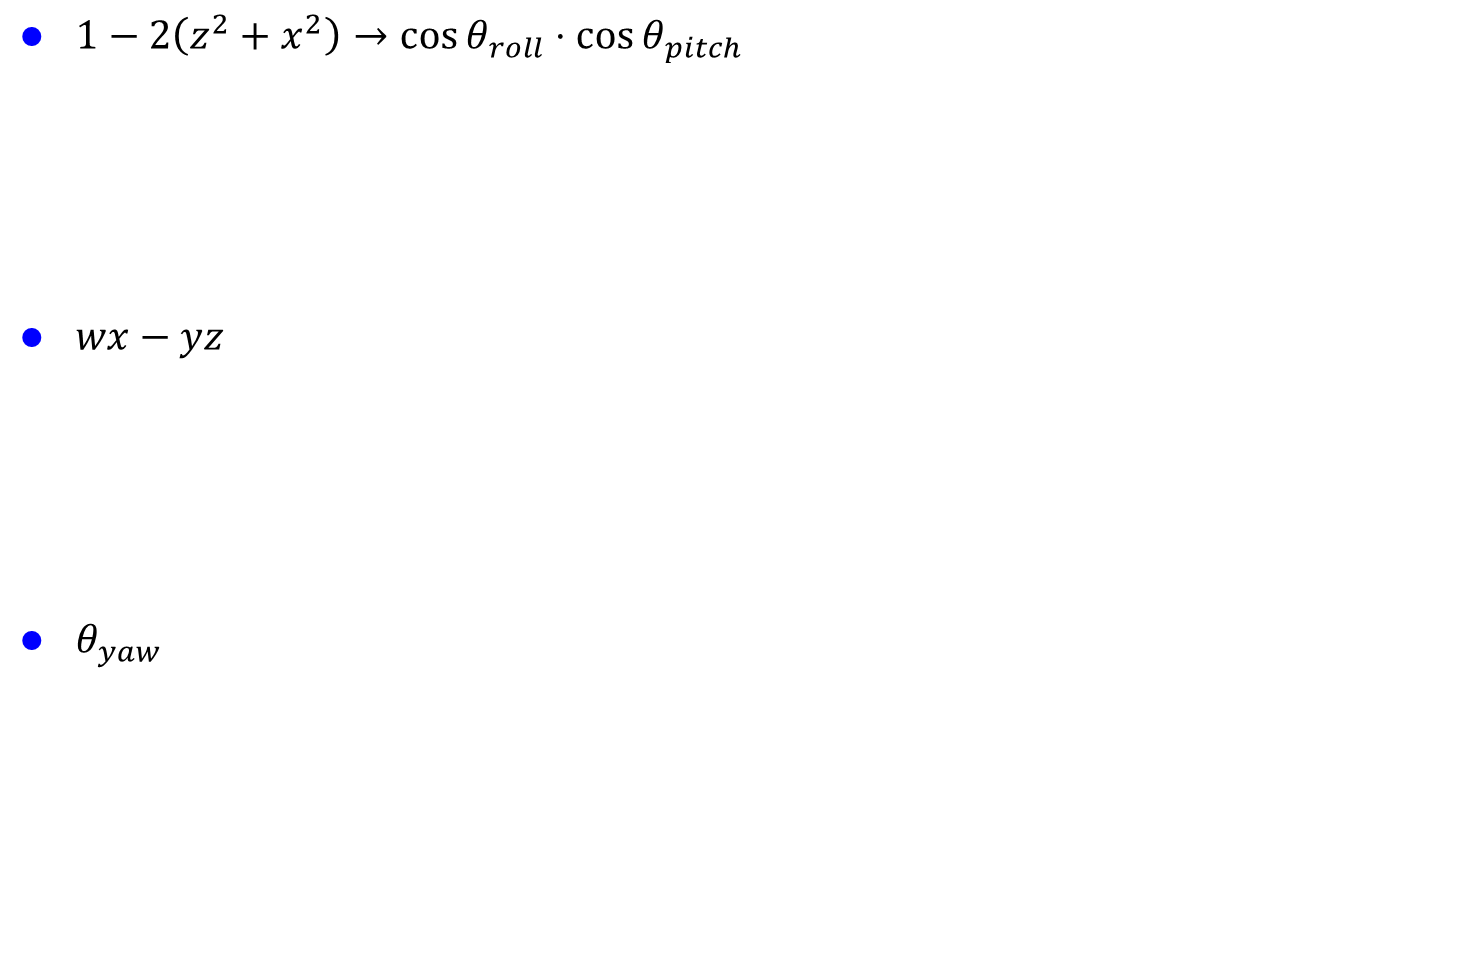 ● 1 − 2(z² + x²) → cos θ_roll · cos θ_pitch
● wx − yz
● θ_yaw